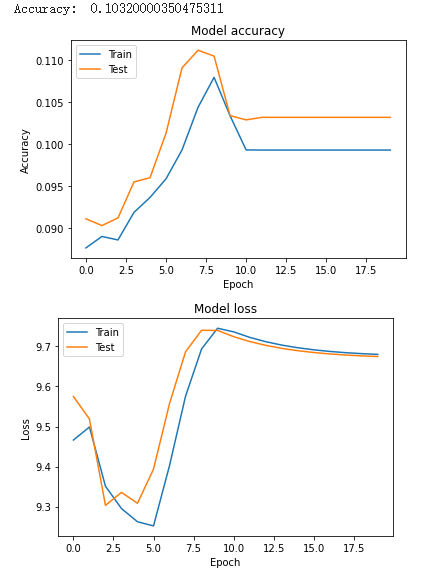 Accuracy: 0.10320000350475311
Model accuracy
Train
Test
0.110
0.105
0.100
0.095
0.090
Accuracy
0.0 2.5 5.0 7.5 10.0 12.5 15.0 17.5
Epoch
Model loss
Train
Test
9.7
9.6
9.5
9.4
9.3
Loss
0.0 2.5 5.0 7.5 10.0 12.5 15.0 17.5
Epoch